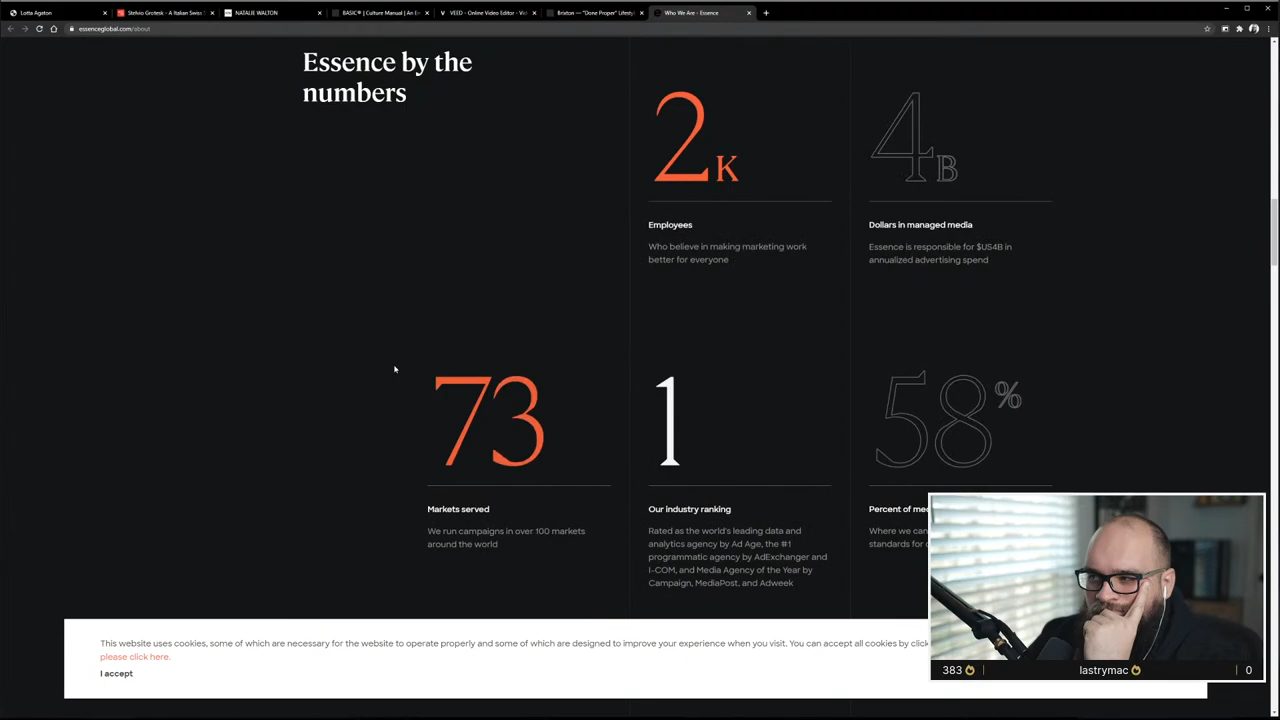 Lotta Agaton
Stelvio Grotesk - A Italian Swiss T
NATALIE WALTON
BASIC® | Culture Manual | An Em
VEED - Online Video Editor - Vid
Brixton — "Done Proper" Lifestyl
Who We Are - Essence
essenceglobal.com/about
Essence by the
numbers
2K
4B
Employees
Dollars in managed media
Who believe in making marketing work
better for everyone
Essence is responsible for $US4B in
annualized advertising spend
73
1
58%
Markets served
Our industry ranking
Percent of med
We run campaigns in over 100 markets
around the world
Rated as the world's leading data and
analytics agency by Ad Age, the #1
programmatic agency by AdExchanger and
I-COM, and Media Agency of the Year by
Campaign, MediaPost, and Adweek
Where we can
standards for
This website uses cookies, some of which are necessary for the website to operate properly and some of which are designed to improve your experience when you visit. You can accept all cookies by click
please click here.
I accept
383
lastrymac
0